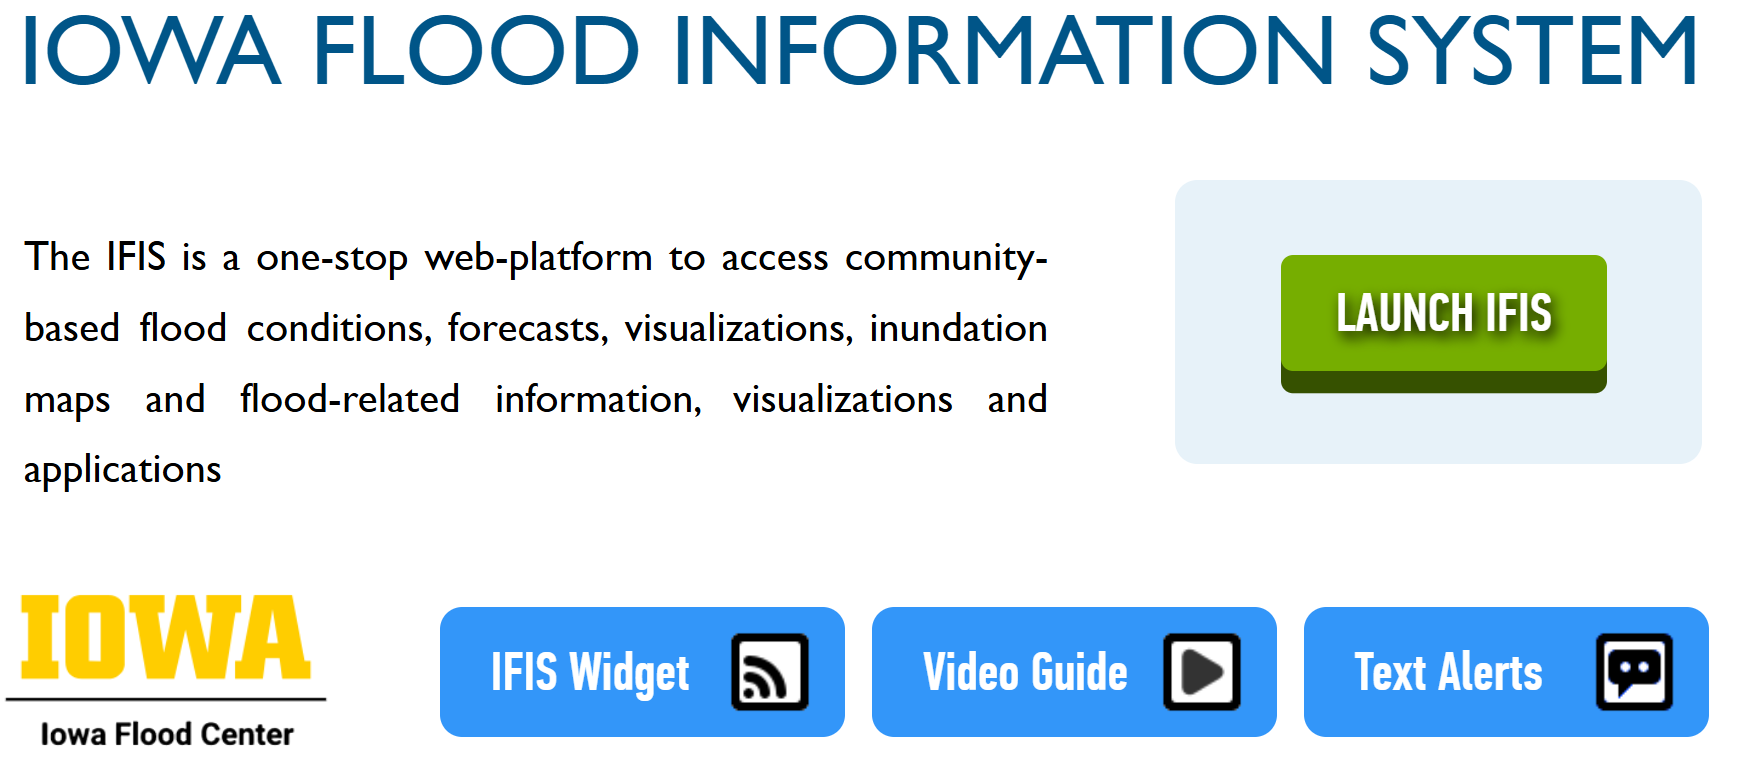 IOWA FLOOD INFORMATION SYSTEM
The IFIS is a one-stop web-platform to access community-
based flood conditions, forecasts, visualizations, inundation
maps and flood-related information, visualizations and
applications
LAUNCH IFIS
IOWA
Iowa Flood Center
IFIS Widget
Video Guide
Text Alerts